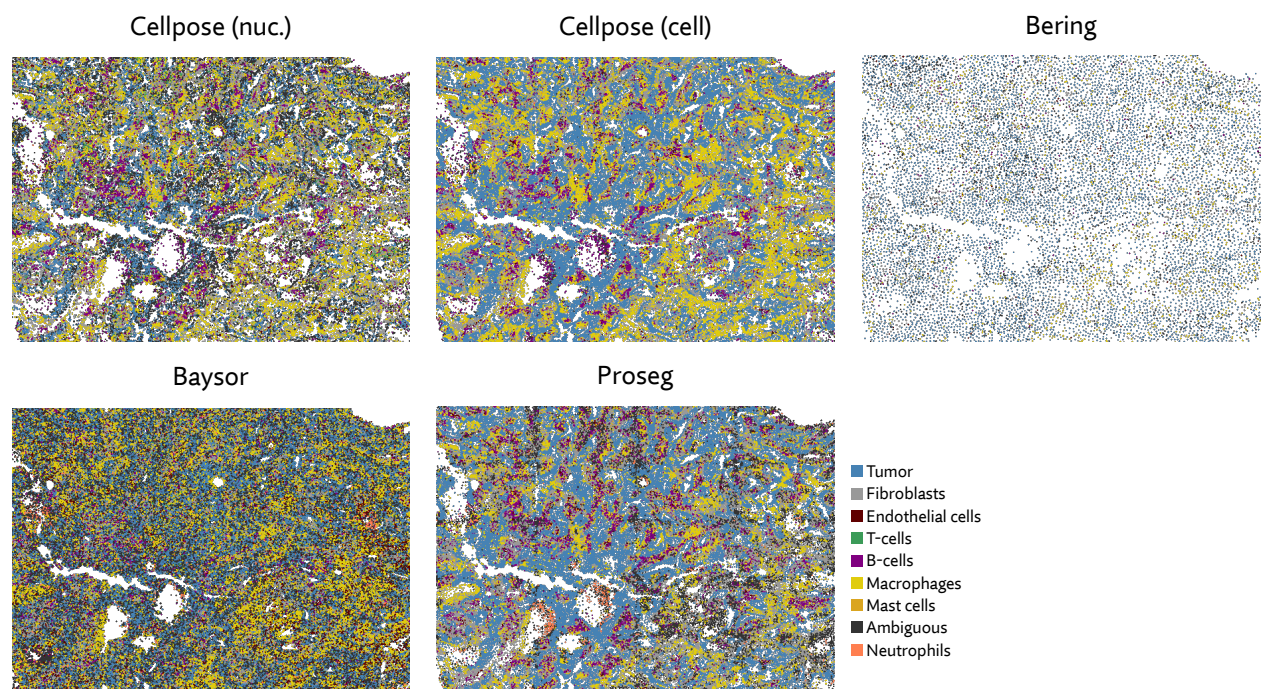 Cellpose (nuc.)
Cellpose (cell)
Bering
Baysor
Proseg
Tumor
Fibroblasts
Endothelial cells
T-cells
B-cells
Macrophages
Mast cells
Ambiguous
Neutrophils